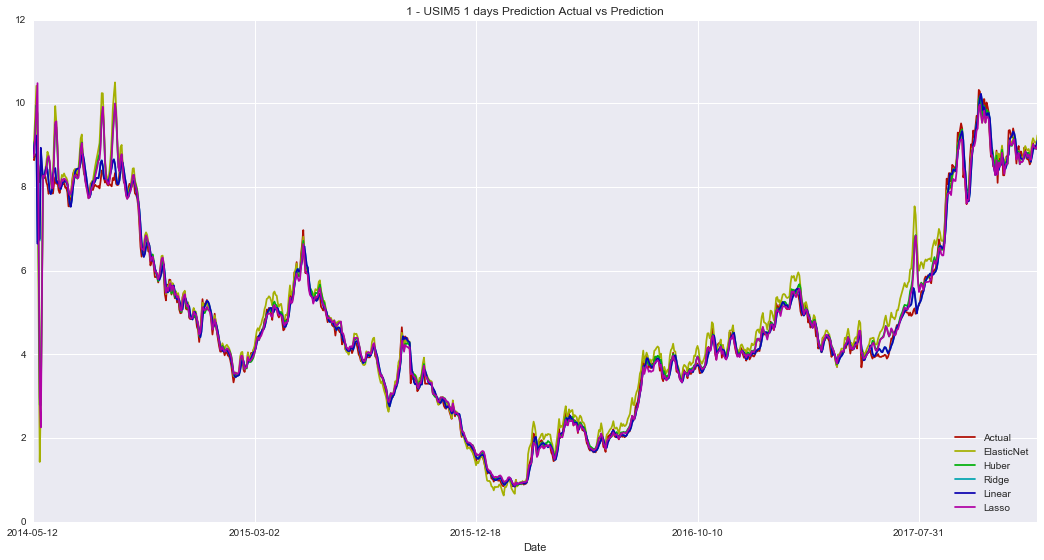 1 - USIM5 1 days Prediction Actual vs Prediction
12
10
8
6
4
2
0
2014-05-12
2015-03-02
2015-12-18
2016-10-10
2017-07-31
Date
Actual
ElasticNet
Huber
Ridge
Linear
Lasso